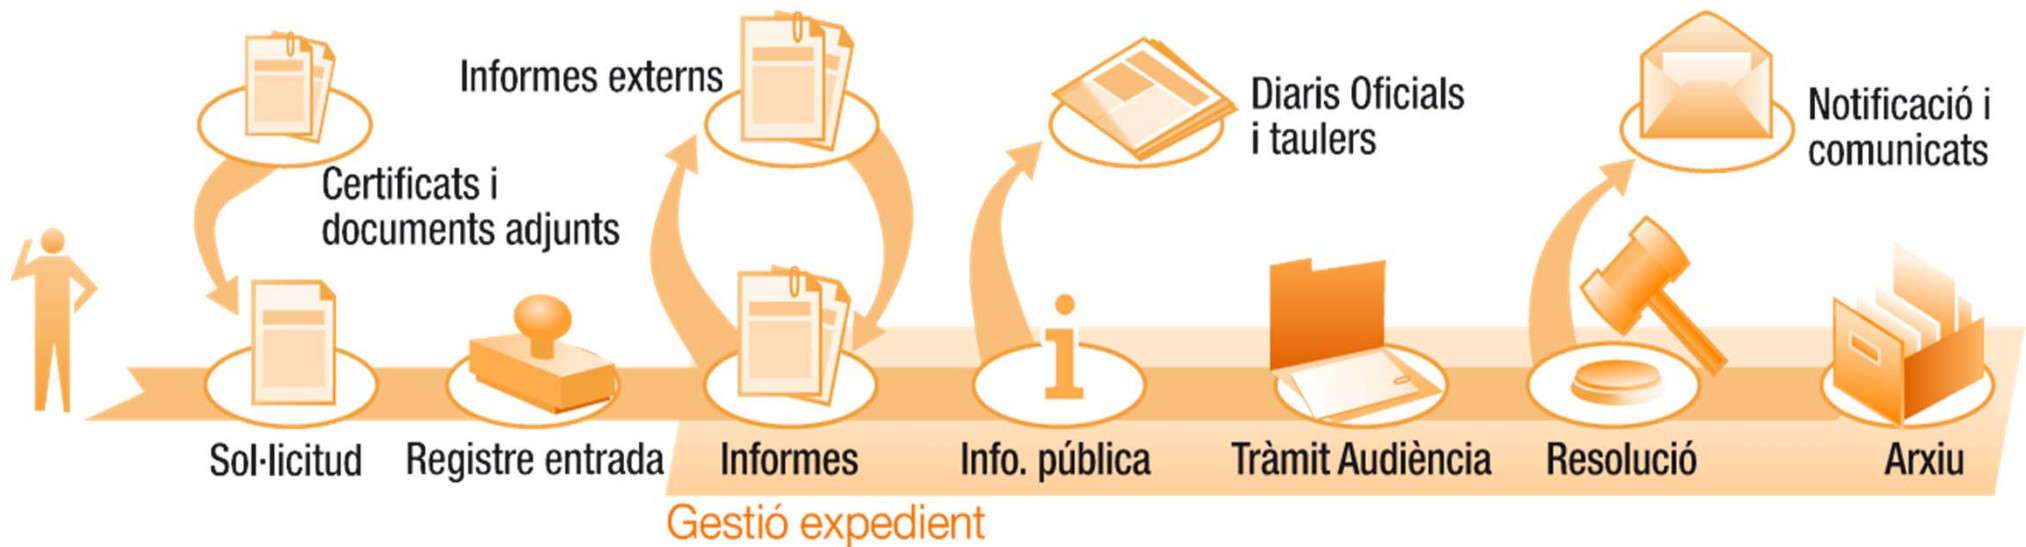 Informes externs
Diaris Oficials
i taulers
Notificació i
comunicats
Certificats i
documents adjunts
Sol·licitud
Registre entrada
Informes
Info. pública
Tràmit Audiència
Resolució
Arxiu
Gestió expedient